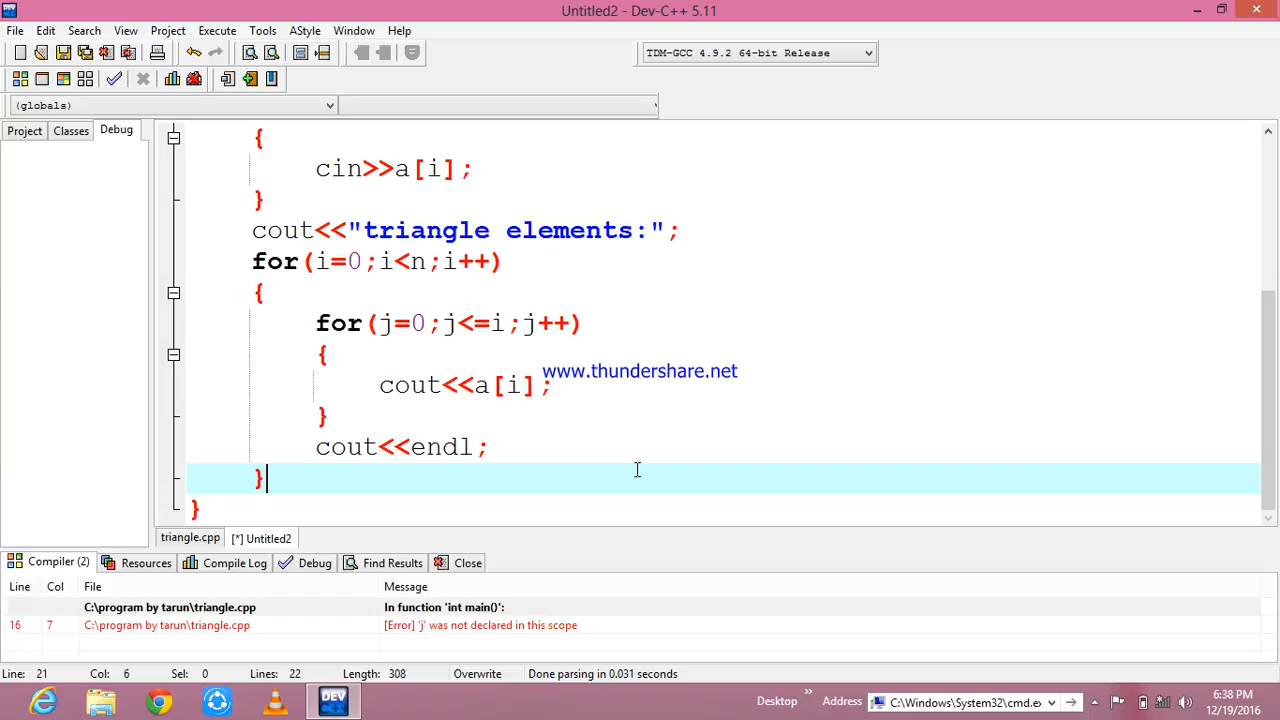 Untitled2 - Dev-C++ 5.11
File Edit Search View Project Execute Tools AStyle Window Help
TDM-GCC 4.9.2 64-bit Release
(globals)
Project Classes Debug
{
cin>>a[i];
}
cout<<"triangle elements:";
for(i=0;i<n;i++)
{
for(j=0;j<=i;j++)
{
www.thundershare.net
cout<<a[i];
}
cout<<endl;
}
}
triangle.cpp [*] Untitled2
Compiler (2) Resources Compile Log Debug Find Results Close
Line Col File Message
C:\program by tarun\triangle.cpp In function 'int main()':
16 7 C:\program by tarun\triangle.cpp [Error] 'j' was not declared in this scope
Line: 21 Col: 6 Sel: 0 Lines: 22 Length: 308 Overwrite Done parsing in 0.031 seconds
DEV
Desktop » Address C:\Windows\System32\cmd.ex
6:38 PM
12/19/2016